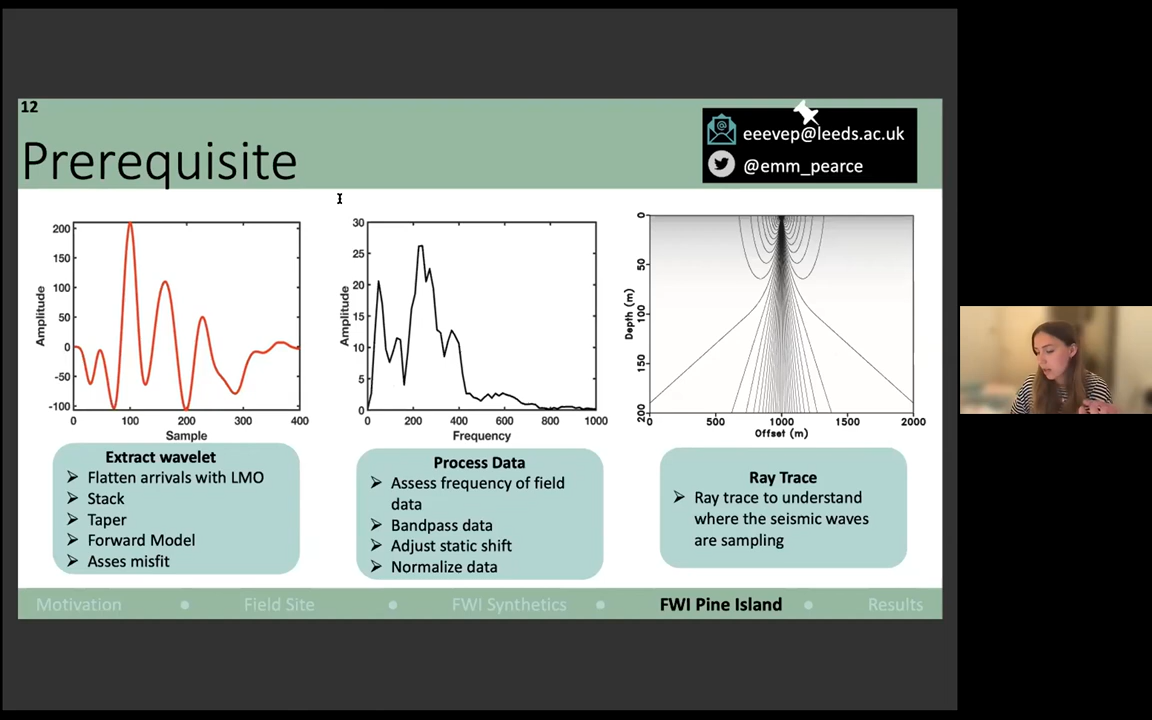 12
Prerequisite
eeevep@leeds.ac.uk
@emm_pearce
200
150
100
50
0
-50
-100
0
100
200
300
400
Amplitude
Sample
30
25
20
15
10
5
0
0
200
400
600
800
1000
Amplitude
Frequency
0
50
100
150
200
0
500
1000
1500
2000
Depth (m)
Offset (m)
Extract wavelet
➢ Flatten arrivals with LMO
➢ Stack
➢ Taper
➢ Forward Model
➢ Asses misfit
Process Data
➢ Assess frequency of field
data
➢ Bandpass data
➢ Adjust static shift
➢ Normalize data
Ray Trace
➢ Ray trace to understand
where the seismic waves
are sampling
Motivation • Field Site • FWI Synthetics • FWI Pine Island • Results